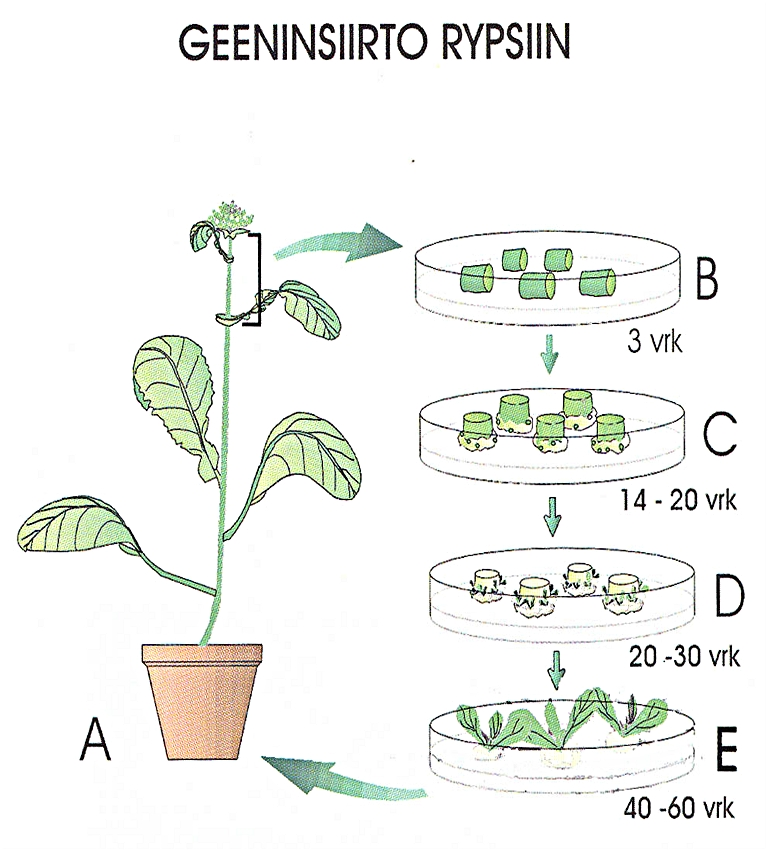 GEENINSIIRTO RYPSIIN
A
B
3 vrk
C
14 - 20 vrk
D
20 -30 vrk
E
40 -60 vrk